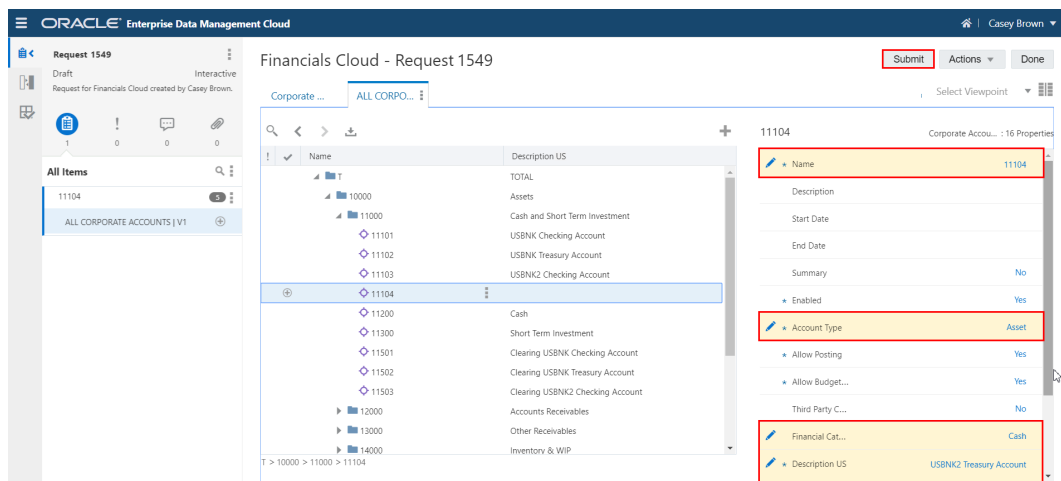 ORACLE Enterprise Data Management Cloud
Casey Brown
Request 1549
Draft Interactive
Request for Financials Cloud created by Casey Brown.
1 0 0 0
All Items
11104 5
ALL CORPORATE ACCOUNTS | V1
Financials Cloud - Request 1549
Submit Actions Done
Corporate ... ALL CORPO...
Select Viewpoint
! Name Description US
T TOTAL
10000 Assets
11000 Cash and Short Term Investment
11101 USBNK Checking Account
11102 USBNK Treasury Account
11103 USBNK2 Checking Account
11104
11200 Cash
11300 Short Term Investment
11501 Clearing USBNK Checking Account
11502 Clearing USBNK Treasury Account
11503 Clearing USBNK2 Checking Account
12000 Accounts Receivables
13000 Other Receivables
14000 Inventory & WIP
T > 10000 > 11000 > 11104
11104 Corporate Accou... : 16 Properties
* Name 11104
Description
Start Date
End Date
Summary No
* Enabled Yes
* Account Type Asset
* Allow Posting Yes
* Allow Budget... Yes
Third Party C... No
Financial Cat... Cash
* Description US USBNK2 Treasury Account